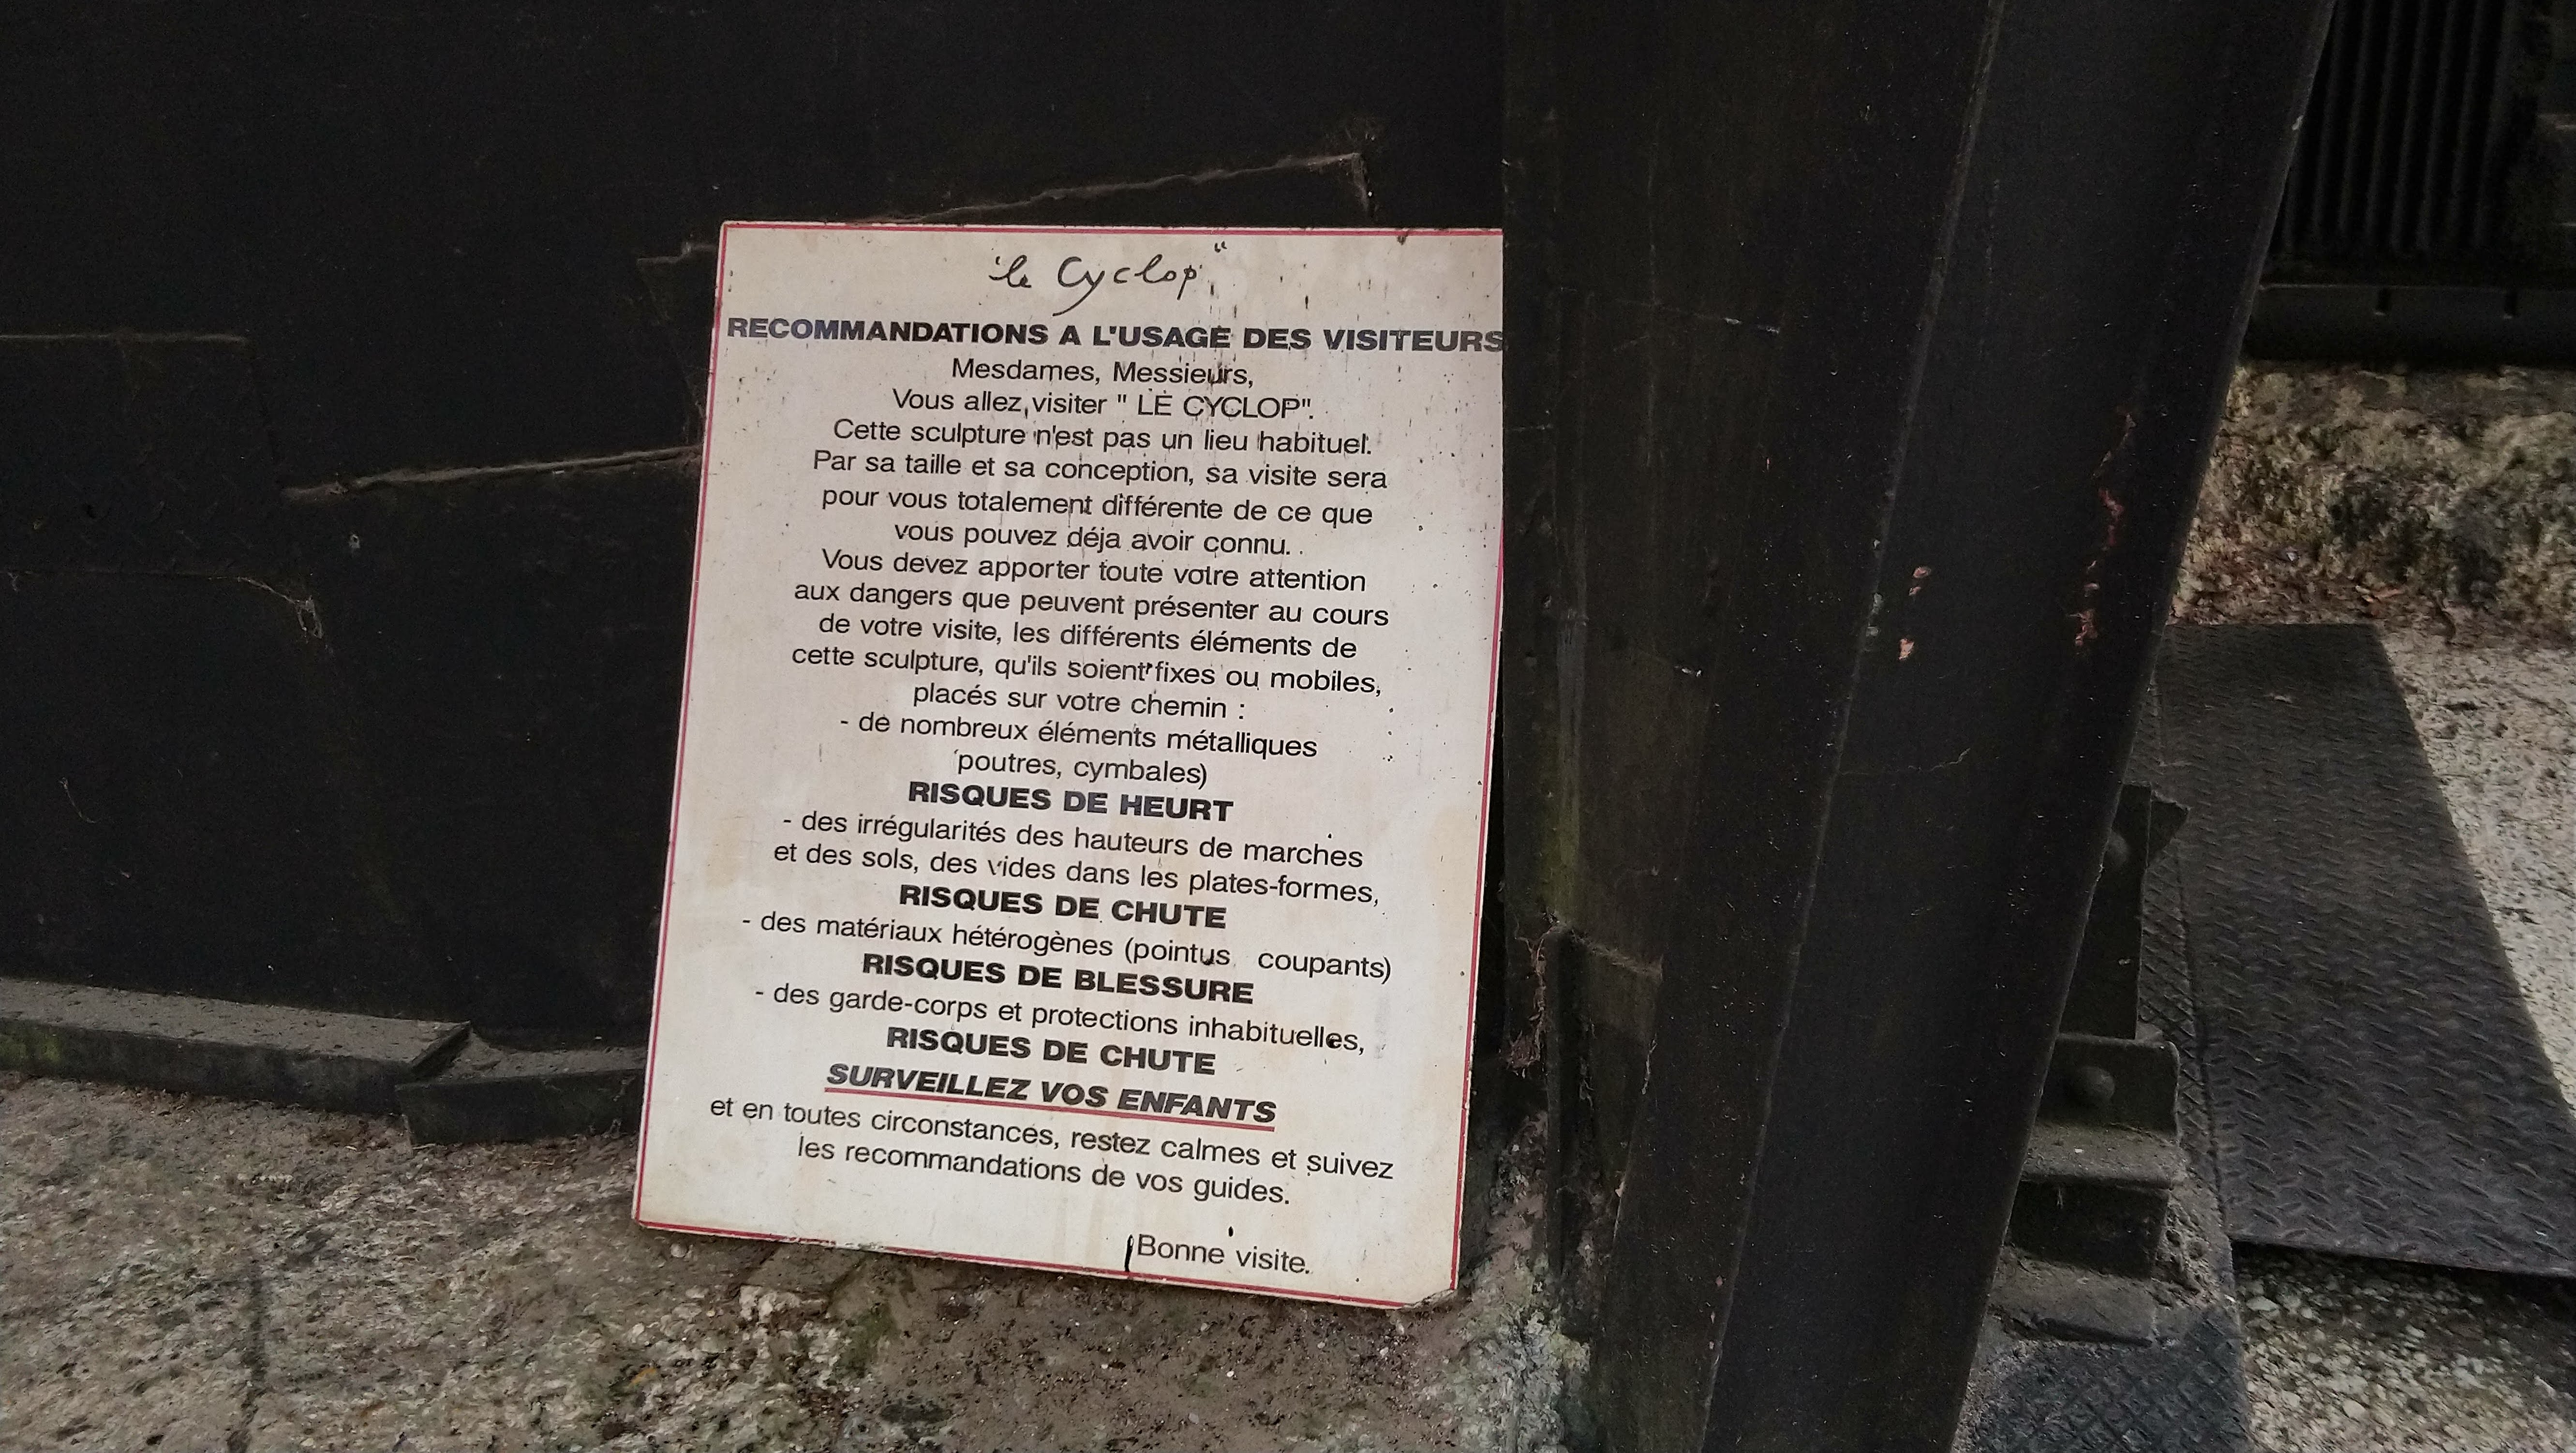 "le Cyclop"
RECOMMANDATIONS A L'USAGE DES VISITEURS
Mesdames, Messieurs,
Vous allez visiter " LE CYCLOP".
Cette sculpture n'est pas un lieu habituel.
Par sa taille et sa conception, sa visite sera
pour vous totalement différente de ce que
vous pouvez déja avoir connu.
Vous devez apporter toute votre attention
aux dangers que peuvent présenter au cours
de votre visite, les différents éléments de
cette sculpture, qu'ils soient fixes ou mobiles,
placés sur votre chemin :
- de nombreux éléments métalliques
(poutres, cymbales)
RISQUES DE HEURT
- des irrégularités des hauteurs de marches
et des sols, des vides dans les plates-formes,
RISQUES DE CHUTE
- des matériaux hétérogènes (pointus coupants)
RISQUES DE BLESSURE
- des garde-corps et protections inhabituelles,
RISQUES DE CHUTE
SURVEILLEZ VOS ENFANTS
et en toutes circonstances, restez calmes et suivez
les recommandations de vos guides.
Bonne visite.